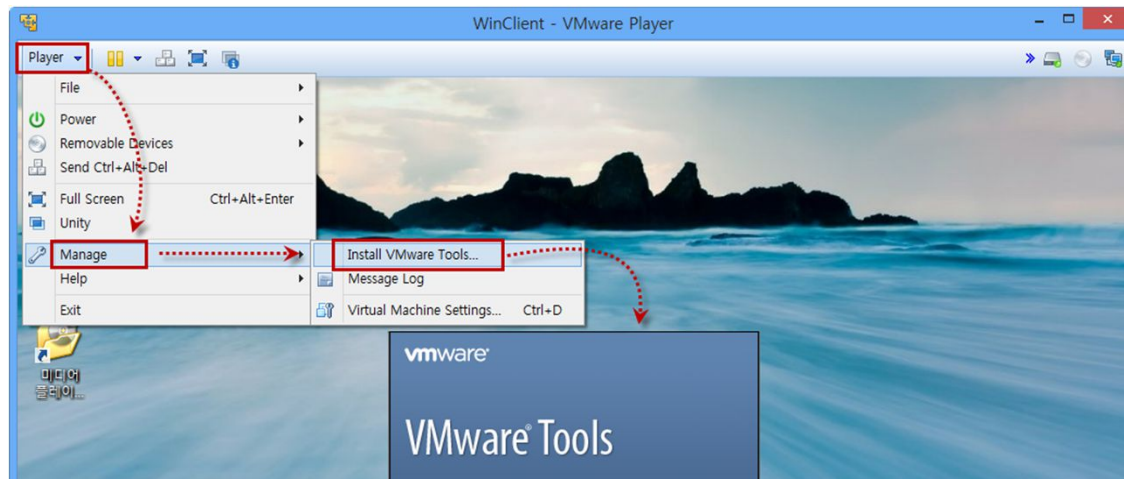 WinClient - VMware Player
Player
File
Power
Removable Devices
Send Ctrl+Alt+Del
Full Screen Ctrl+Alt+Enter
Unity
Manage
Install VMware Tools...
Help
Message Log
Exit
Virtual Machine Settings... Ctrl+D
미디어
플레이...
vmware
VMware Tools